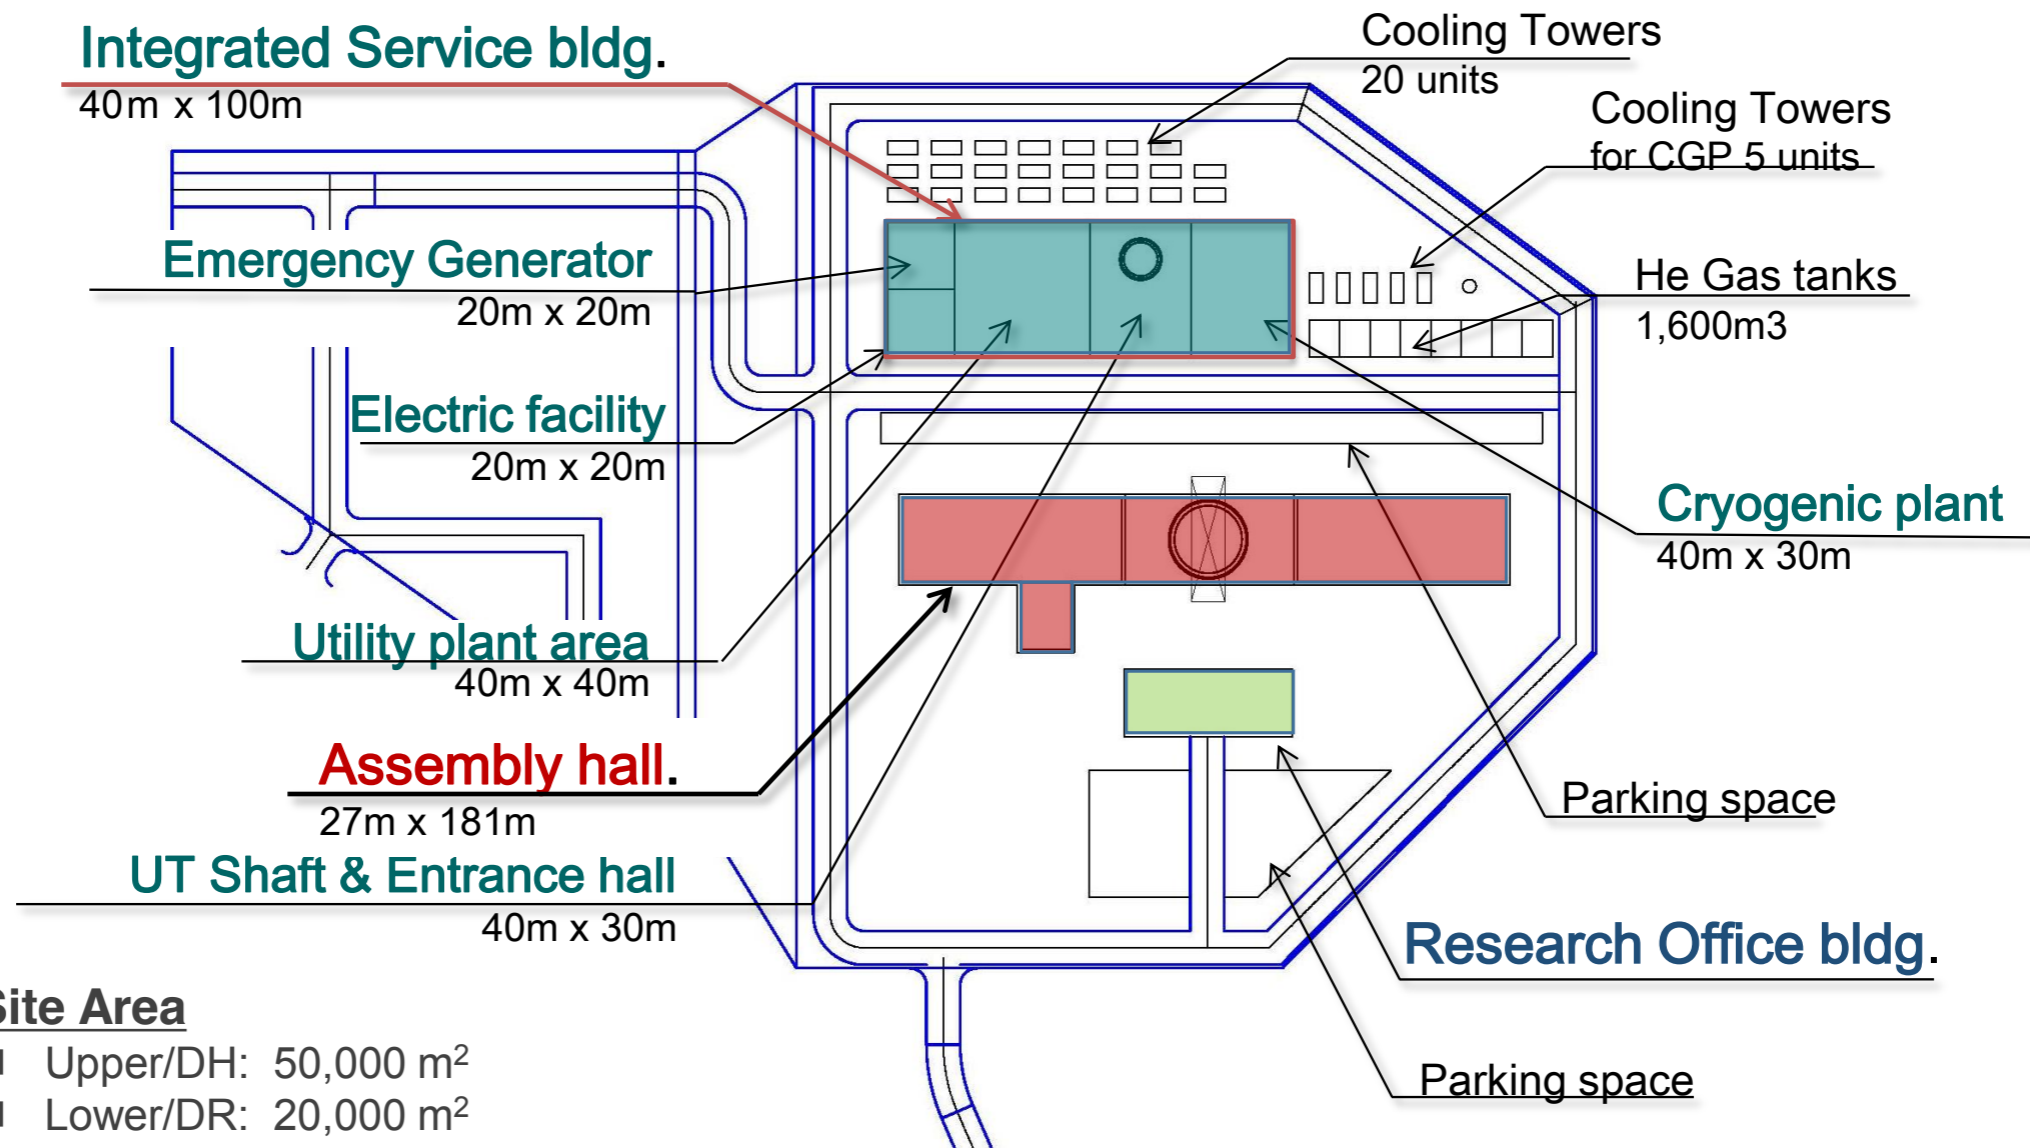 Integrated Service bldg.
40m x 100m
Cooling Towers
20 units
Cooling Towers
for CGP 5 units
Emergency Generator
20m x 20m
He Gas tanks
1,600m3
Electric facility
20m x 20m
Cryogenic plant
40m x 30m
Utility plant area
40m x 40m
Assembly hall.
27m x 181m
Parking space
UT Shaft & Entrance hall
40m x 30m
Research Office bldg.
Parking space
Site Area
Upper/DH: 50,000 m²
Lower/DR: 20,000 m²